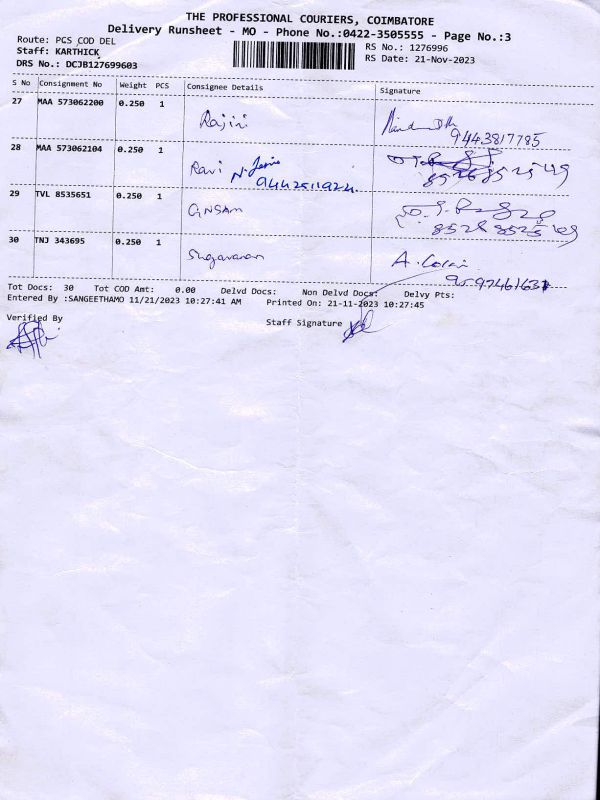 THE PROFESSIONAL COURIERS, COIMBATORE
Delivery Runsheet - MO - Phone No.:0422-3505555 - Page No.:3
Route: PGS COD DEL
RS No.: 1276996
Staff: KARTHICK
RS Date: 21-Nov-2023
DRS No.: DCJB127699603
S No Consignment No Weight PCS Consignee Details Signature
27 MAA 573062200 0.250 1 Rajini
9443817785
28 MAA 573062104 0.250 1 Ravi
9442511924
29 TVL 8535651 0.250 1
30 TNJ 343695 0.250 1
A.
Tot Docs: 30 Tot COD Amt: 0.00 Delvd Docs: Non Delvd Docs: Delvy Pts:
Entered By :SANGEETHAMO 11/21/2023 10:27:41 AM Printed On: 21-11-2023 10:27:45
Verified By
Staff Signature